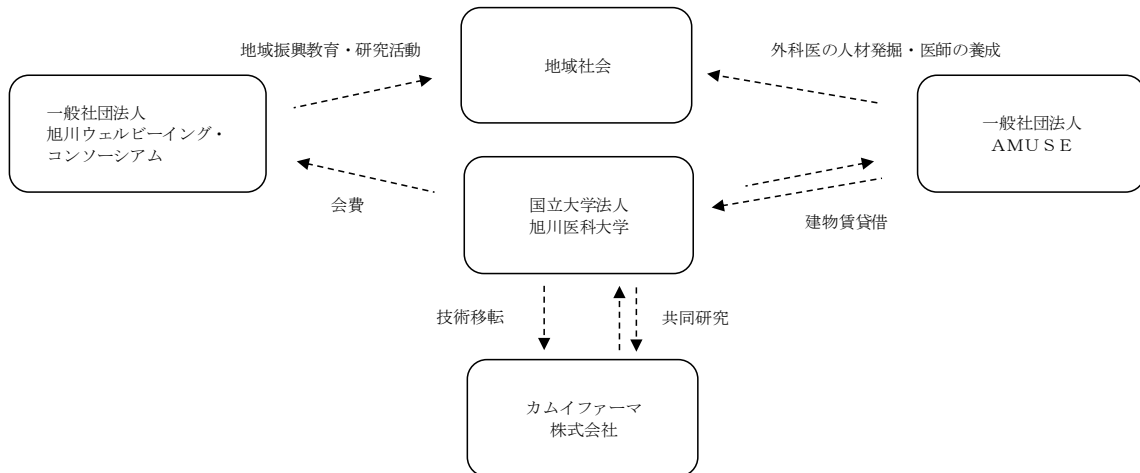 地域振興教育・研究活動
地域社会
外科医の人材発掘・医師の養成
一般社団法人
旭川ウェルビーイング・
コンソーシアム
一般社団法人
AMUSE
会費
国立大学法人
旭川医科大学
建物賃貸借
技術移転
共同研究
カムイファーマ
株式会社